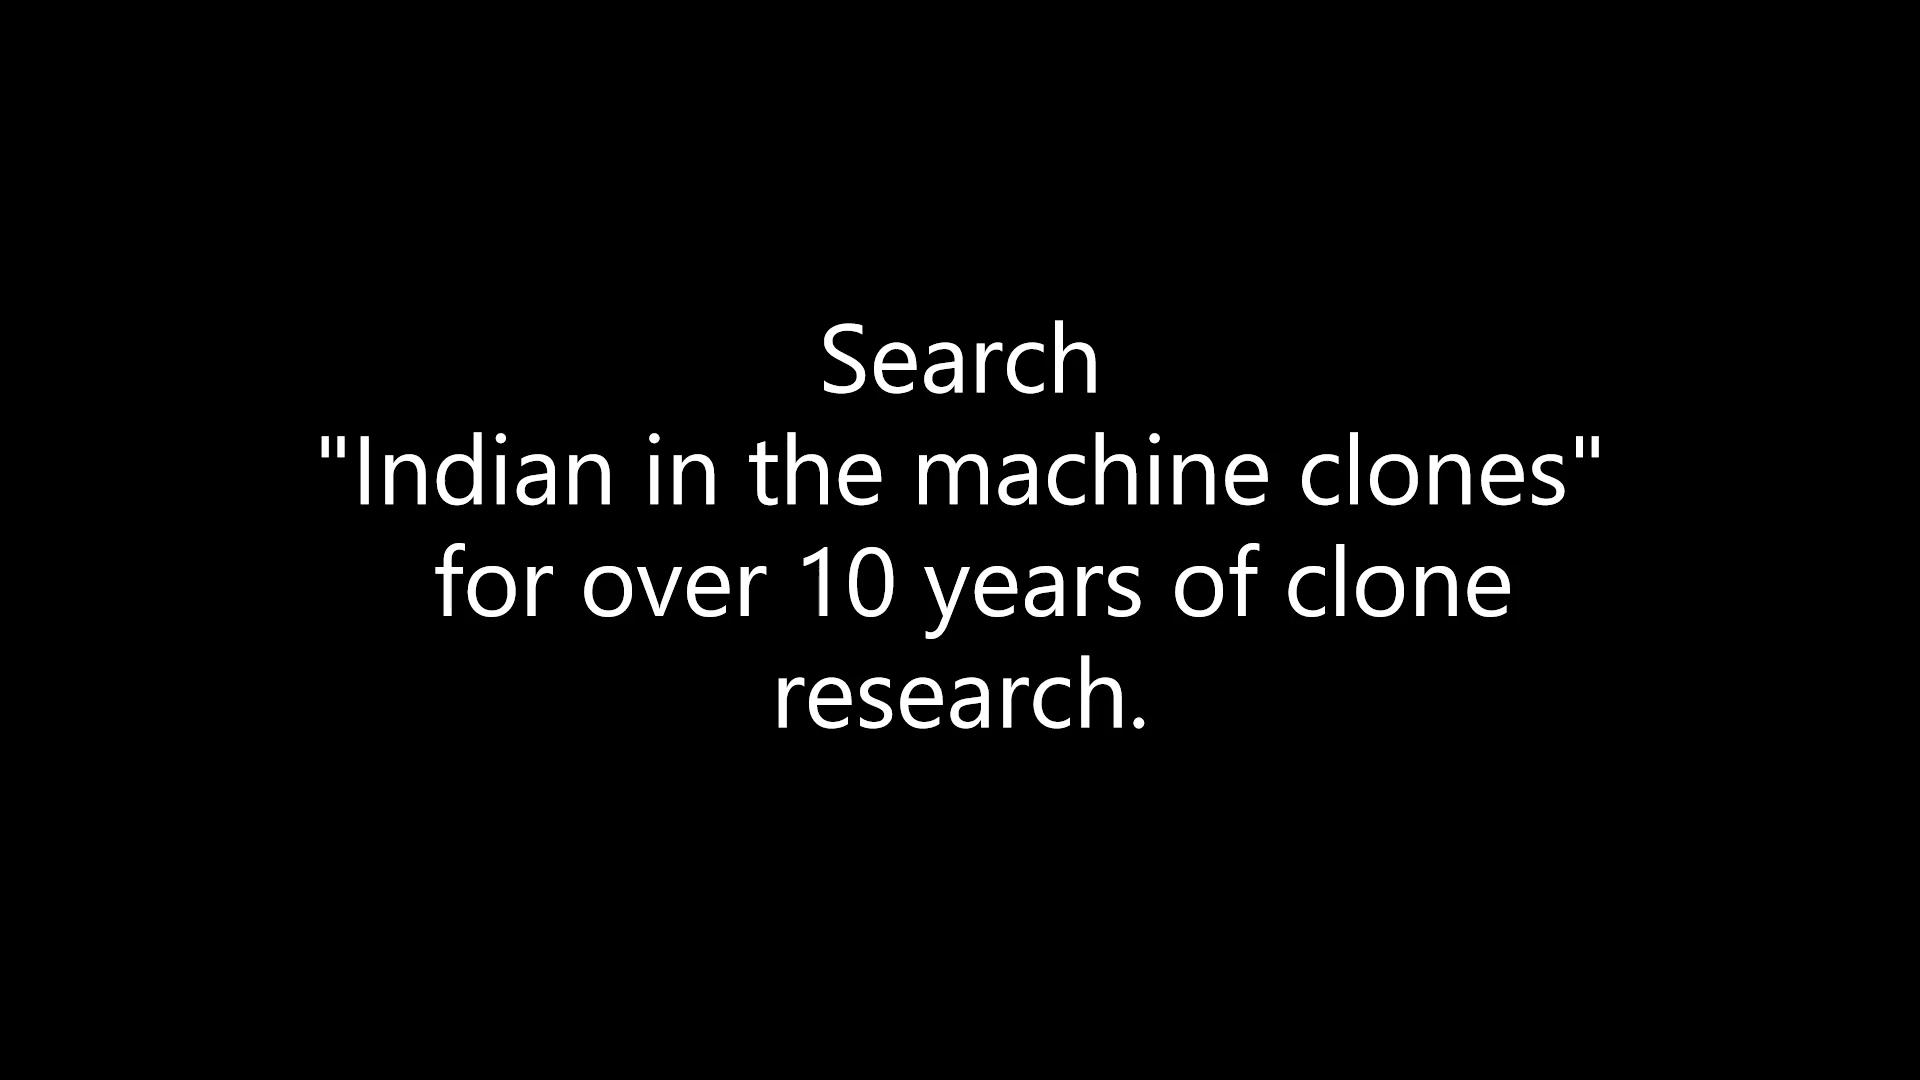 Search
"Indian in the machine clones"
for over 10 years of clone
research.